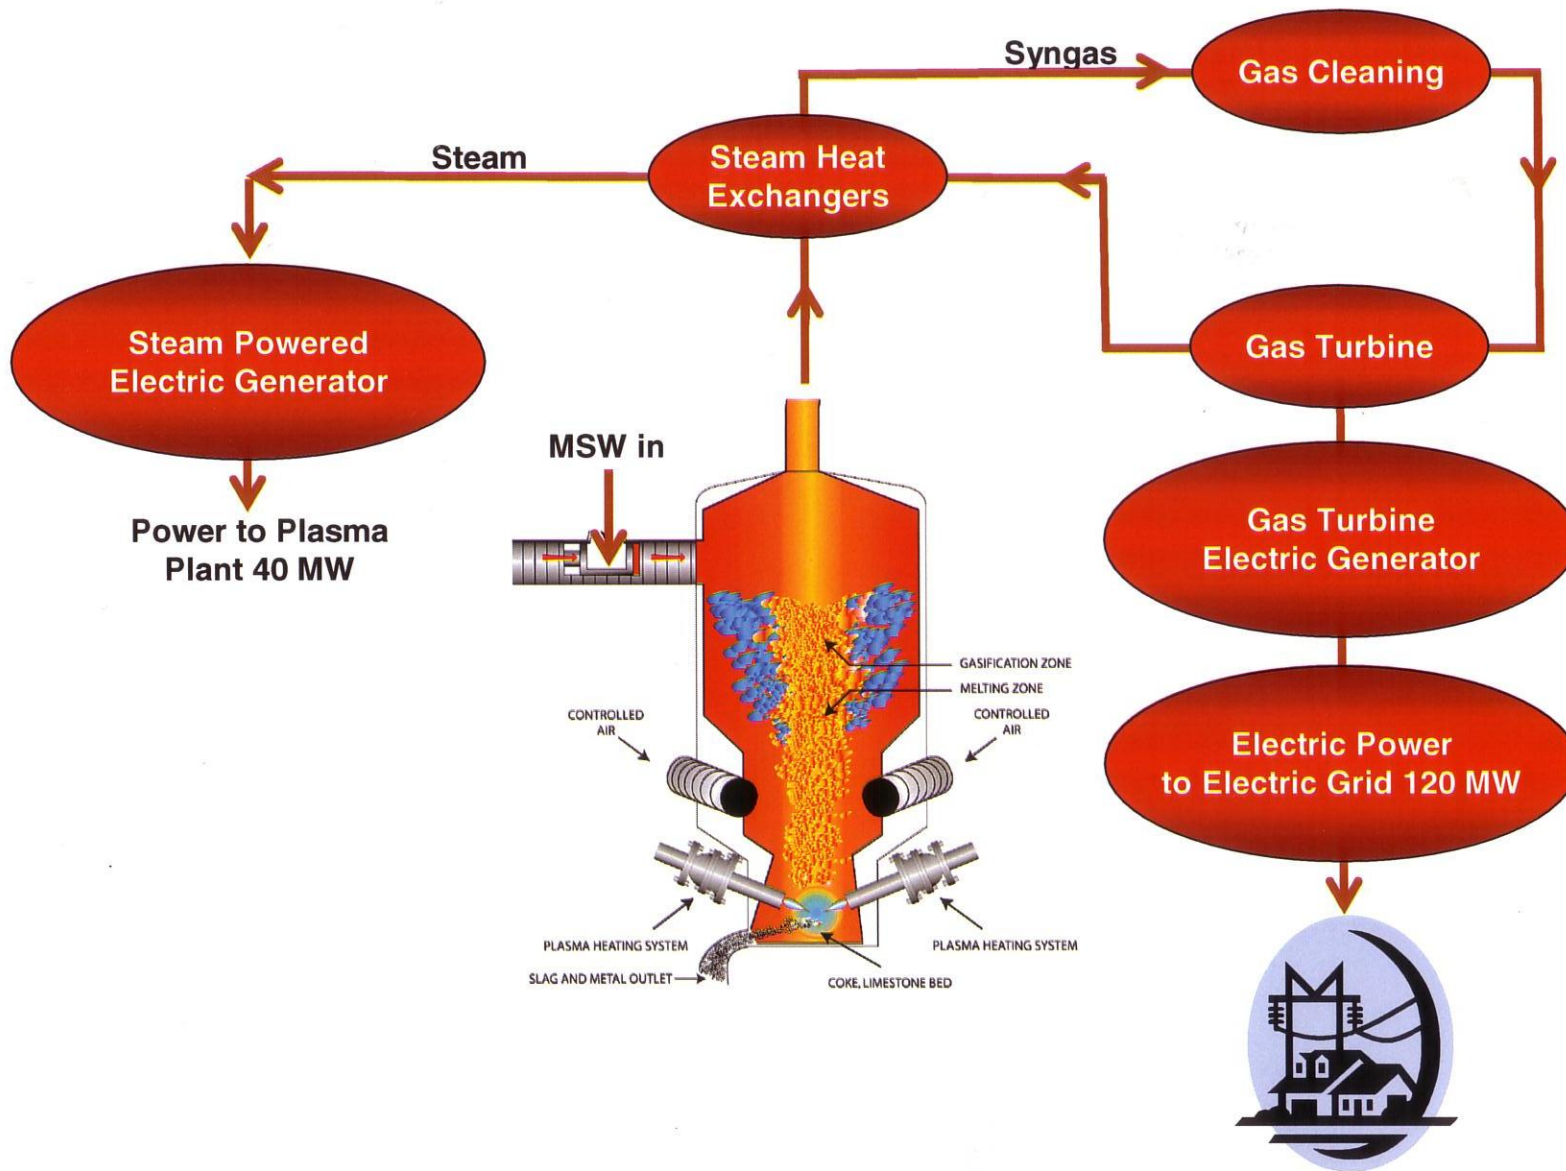 Syngas
Gas Cleaning
Steam
Steam Heat
Exchangers
Steam Powered
Electric Generator
Gas Turbine
MSW in
Power to Plasma
Plant 40 MW
Gas Turbine
Electric Generator
GASIFICATION ZONE
MELTING ZONE
CONTROLLED
AIR
CONTROLLED
AIR
Electric Power
to Electric Grid 120 MW
PLASMA HEATING SYSTEM
PLASMA HEATING SYSTEM
SLAG AND METAL OUTLET
COKE, LIMESTONE BED